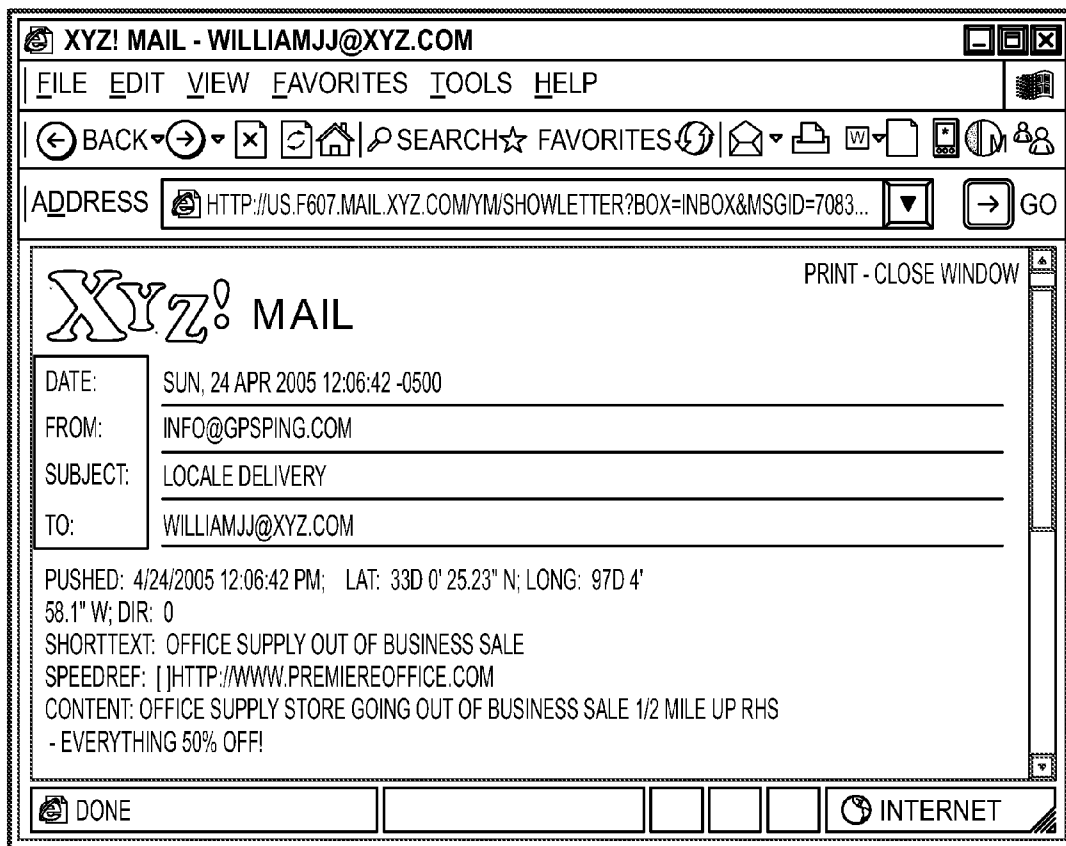 XYZ! MAIL - WILLIAMJJ@XYZ.COM
FILE EDIT VIEW FAVORITES TOOLS HELP
BACK SEARCH FAVORITES W M
ADDRESS HTTP://US.F607.MAIL.XYZ.COM/YM/SHOWLETTER?BOX=INBOX&MSGID=7083... GO
PRINT - CLOSE WINDOW
XYZ! MAIL
DATE: SUN, 24 APR 2005 12:06:42 -0500
FROM: INFO@GPSPING.COM
SUBJECT: LOCALE DELIVERY
TO: WILLIAMJJ@XYZ.COM
PUSHED: 4/24/2005 12:06:42 PM; LAT: 33D 0' 25.23" N; LONG: 97D 4'
58.1" W; DIR: 0
SHORTTEXT: OFFICE SUPPLY OUT OF BUSINESS SALE
SPEEDREF: [ ]HTTP://WWW.PREMIEREOFFICE.COM
CONTENT: OFFICE SUPPLY STORE GOING OUT OF BUSINESS SALE 1/2 MILE UP RHS
- EVERYTHING 50% OFF!
DONE INTERNET